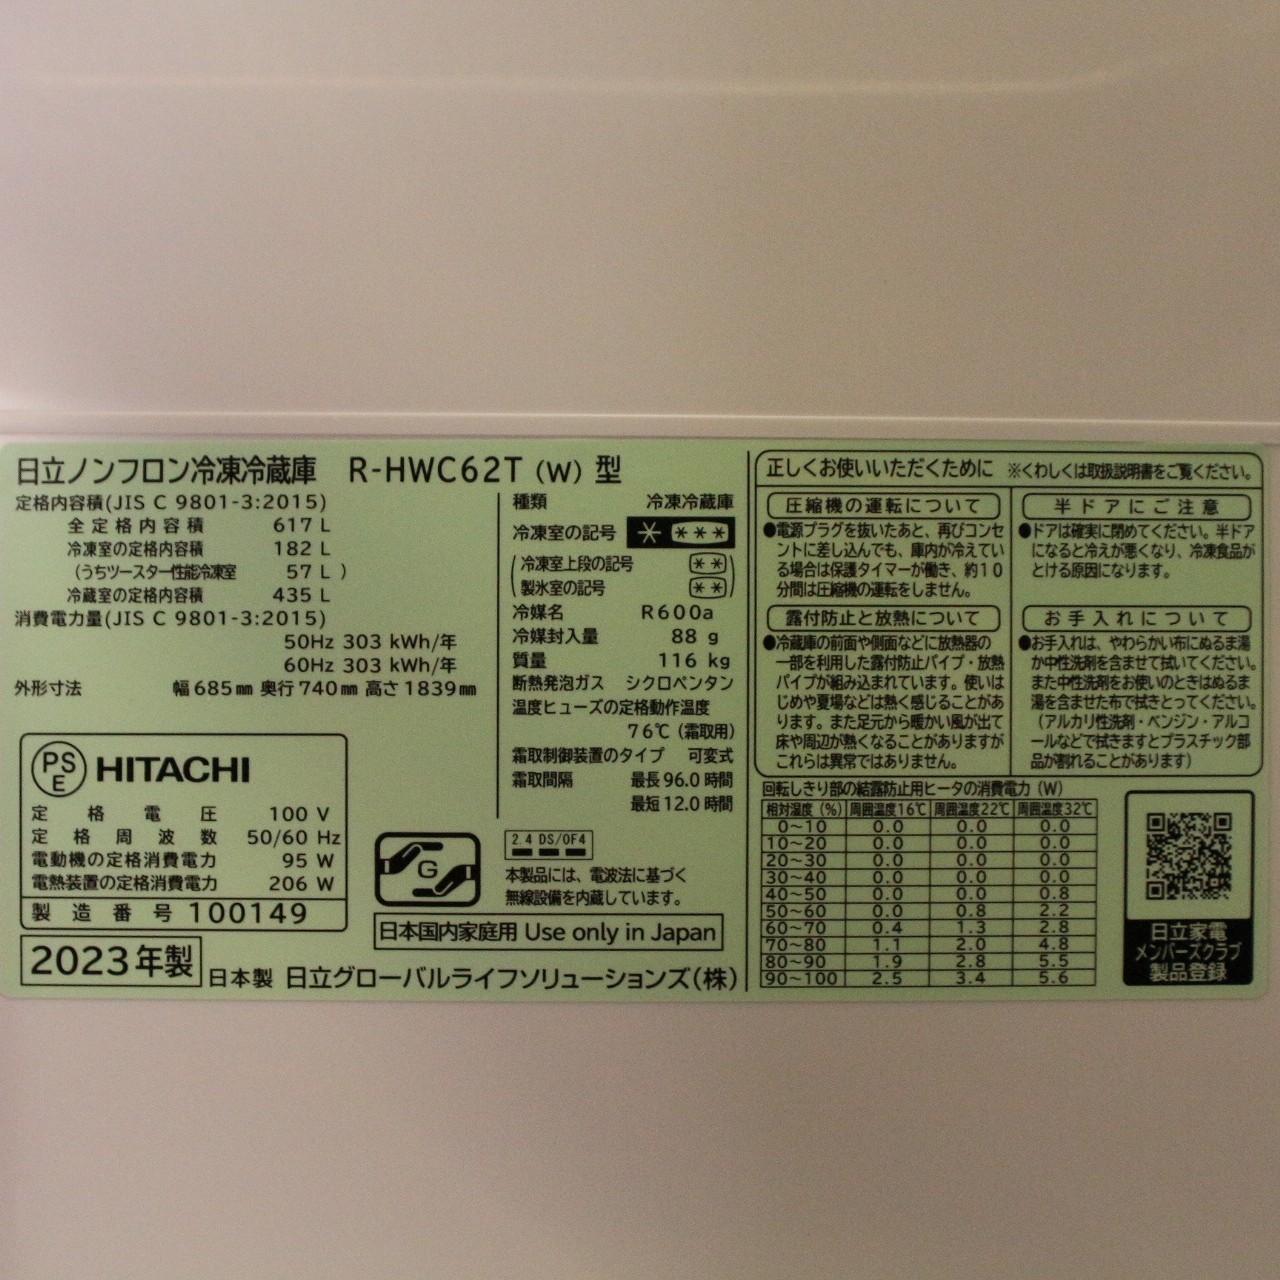 日立ノンフロン冷凍冷蔵庫 R-HWC62T (W) 型
定格内容積(JIS C 9801-3:2015)
全定格内容積 617 L
冷凍室の定格内容積 182 L
(うちツースター性能冷凍室 57 L )
冷蔵室の定格内容積 435 L
消費電力量(JIS C 9801-3:2015)
50Hz 303 kWh/年
60Hz 303 kWh/年
外形寸法 幅 685㎜ 奥行 740㎜ 高さ 1839㎜
PS
E
HITACHI
定格電圧 100 V
定格周波数 50/60 Hz
電動機の定格消費電力 95 W
電熱装置の定格消費電力 206 W
製造番号 100149
2023年製
日本製 日立グローバルライフソリューションズ(株)
種類 冷凍冷蔵庫
冷凍室の記号 * ***
冷凍室上段の記号 **
製氷室の記号 **
冷媒名 R600a
冷媒封入量 88 g
質量 116 kg
断熱発泡ガス シクロペンタン
温度ヒューズの定格動作温度
76℃ (霜取用)
霜取制御装置のタイプ 可変式
霜取間隔 最長 96.0 時間
最短 12.0 時間
G
2.4 DS/OF4
本製品には、電波法に基づく
無線設備を内蔵しています。
日本国内家庭用 Use only in Japan
正しくお使いいただくために ※くわしくは取扱説明書をご覧ください。
圧縮機の運転について
●電源プラグを抜いたあと、再びコンセ
ントに差し込んでも、庫内が冷えてい
る場合は保護タイマーが働き、約10
分間は圧縮機の運転をしません。
露付防止と放熱について
●冷蔵庫の前面や側面などに放熱器の
一部を利用した露付防止パイプ・放熱
パイプが組み込まれています。使いは
じめや夏場などは熱く感じることがあ
ります。また足元から暖かい風が出て
床や周辺が熱くなることがありますが
これらは異常ではありません。
半ドアにご注意
●ドアは確実に閉めてください。半ドア
になると冷えが悪くなり、冷凍食品が
とける原因になります。
お手入れについて
●お手入れは、やわらかい布にぬるま湯
か中性洗剤を含ませて拭いてください。
また中性洗剤をお使いのときはぬるま
湯を含ませた布で拭きとってください。
(アルカリ性洗剤・ベンジン・アルコ
ールなどで拭きますとプラスチック部
品が割れることがあります)
回転しきり部の結露防止用ヒータの消費電力 (W)
相対湿度 (%) 周囲温度16℃ 周囲温度22℃ 周囲温度32℃
0~10 0.0 0.0 0.0
10~20 0.0 0.0 0.0
20~30 0.0 0.0 0.0
30~40 0.0 0.0 0.0
40~50 0.0 0.0 0.8
50~60 0.0 0.8 2.2
60~70 0.4 1.3 2.8
70~80 1.1 2.0 4.8
80~90 1.9 2.8 5.5
90~100 2.5 3.4 5.6
日立家電
メンバーズクラブ
製品登録